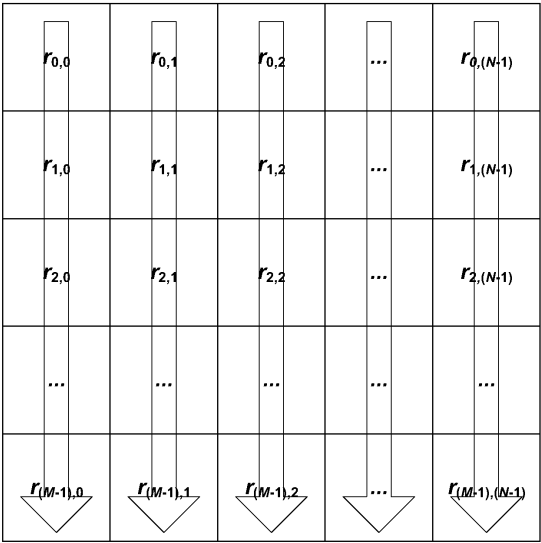 r0,0 r0,1 r0,2 ... r0,(N-1)
r1,0 r1,1 r1,2 ... r1,(N-1)
r2,0 r2,1 r2,2 ... r2,(N-1)
... ... ... ... ...
r(M-1),0 r(M-1),1 r(M-1),2 ... r(M-1),(N-1)